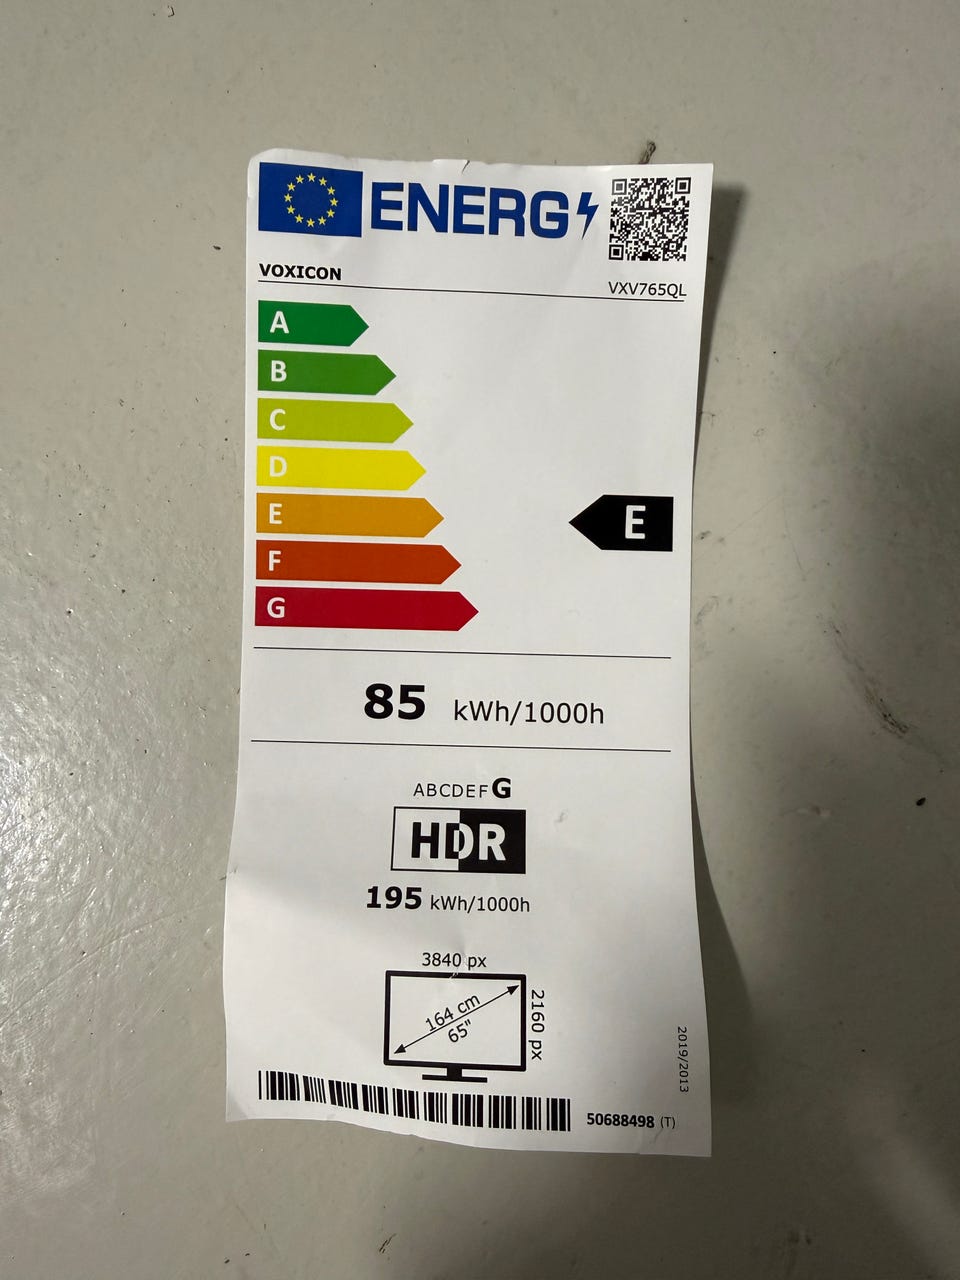 ENERG
VOXICON
VXV765QL
A
B
C
D
E
E
F
G
85 kWh/1000h
ABCDEFG
HDR
195 kWh/1000h
3840 px
164 cm
65"
2160 px
2019/2013
50688498 (T)